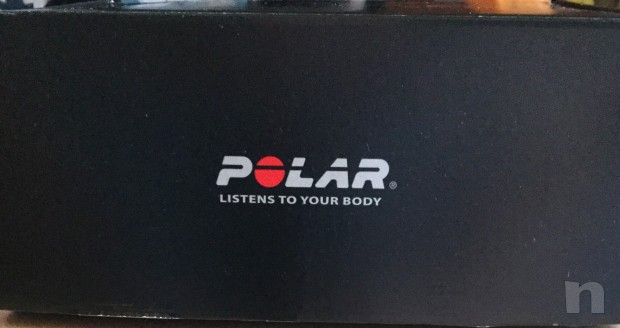 POLAR®
LISTENS TO YOUR BODY
n